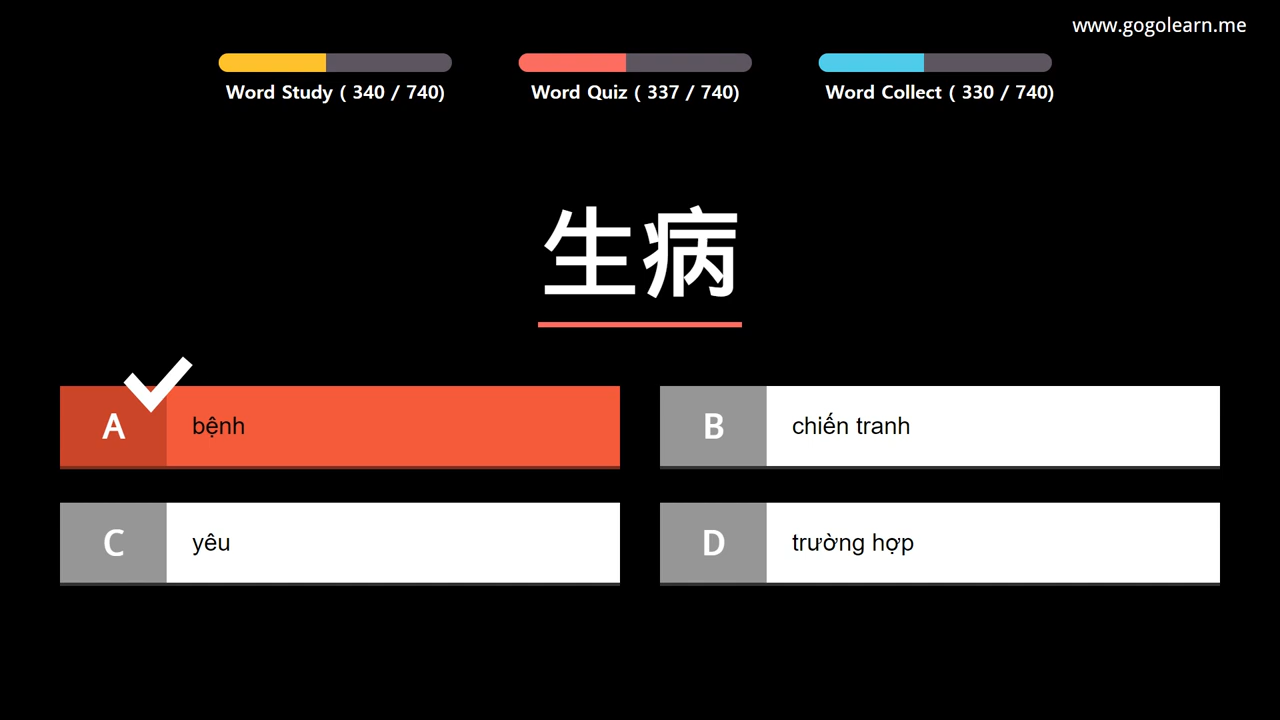 www.gogolearn.me
Word Study ( 340 / 740)
Word Quiz ( 337 / 740)
Word Collect ( 330 / 740)
生病
A bệnh
B chiến tranh
C yêu
D trường hợp